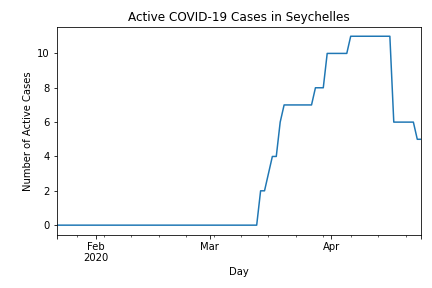 Active COVID-19 Cases in Seychelles
Number of Active Cases
10
8
6
4
2
0
Feb
2020
Mar
Apr
Day